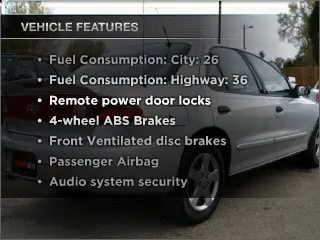 VEHICLE FEATURES
• Fuel Consumption: City: 26
• Fuel Consumption: Highway: 36
• Remote power door locks
• 4-wheel ABS Brakes
• Front Ventilated disc brakes
• Passenger Airbag
• Audio system security